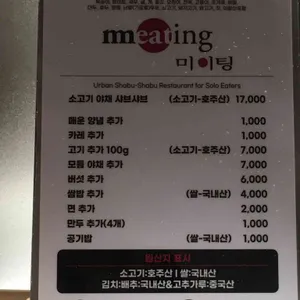 meating
미이팅
Urban Shabu-Shabu Restaurant for Solo Eaters
소고기 야채 샤브샤브 (소고기-호주산) 17,000
매운 양념 추가 1,000
카레 추가 1,000
고기 추가 100g (소고기-호주산) 7,000
모듬 야채 추가 7,000
버섯 추가 6,000
쌈밥 추가 (쌀-국내산) 4,000
면 추가 2,000
만두 추가(4개) 1,000
공기밥 (쌀-국내산) 1,000
원산지 표시
소고기:호주산 I 쌀:국내산
김치:배추:국내산&고추가루:중국산